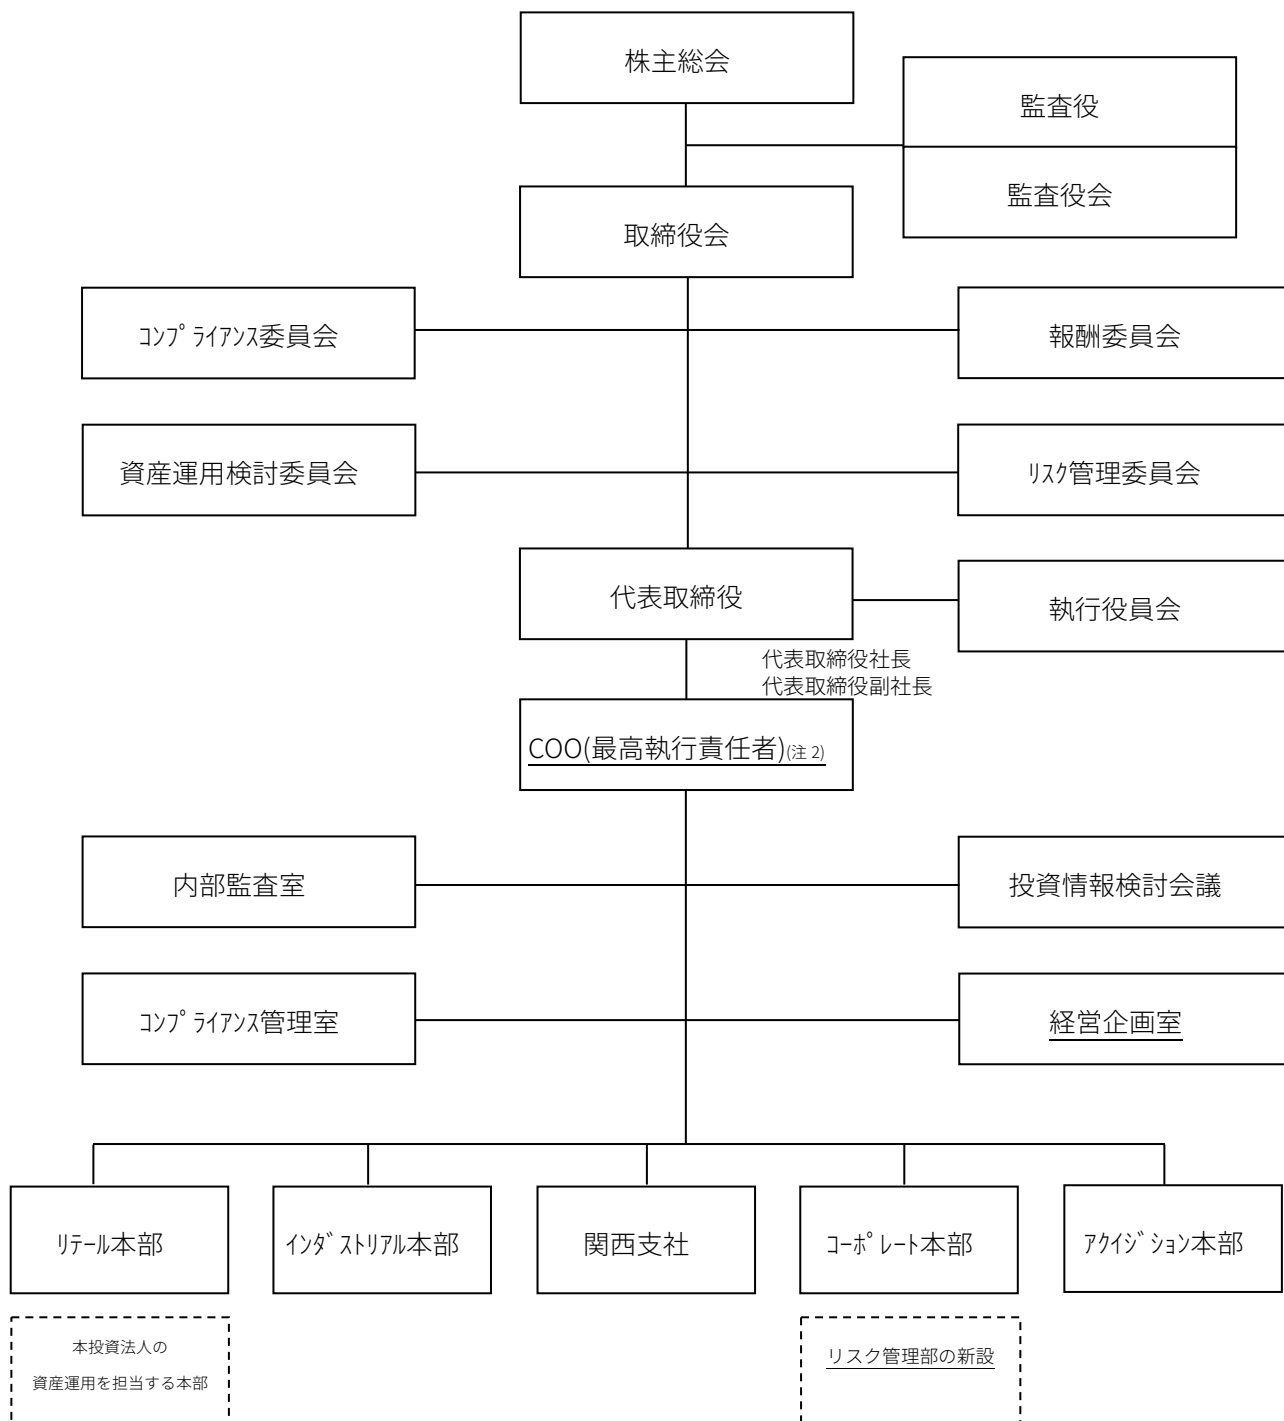 株主総会
監査役
監査役会
取締役会
ｺﾝﾌﾟﾗｲｱﾝｽ委員会
報酬委員会
資産運用検討委員会
ﾘｽｸ管理委員会
代表取締役
執行役員会
代表取締役社長
代表取締役副社長
COO(最高執行責任者)(注 2)
内部監査室
投資情報検討会議
ｺﾝﾌﾟﾗｲｱﾝｽ管理室
経営企画室
ﾘﾃｰﾙ本部
ｲﾝﾀﾞｽﾄﾘｱﾙ本部
関西支社
ｺｰﾎﾟﾚｰﾄ本部
ｱｸｲｼﾞｼｮﾝ本部
本投資法人の
資産運用を担当する本部
リスク管理部の新設